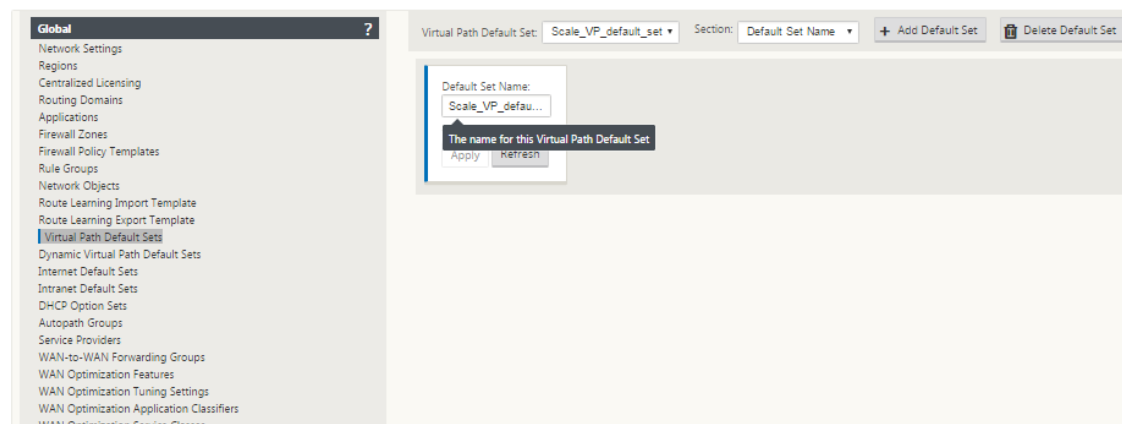 Global ?
Network Settings
Regions
Centralized Licensing
Routing Domains
Applications
Firewall Zones
Firewall Policy Templates
Rule Groups
Network Objects
Route Learning Import Template
Route Learning Export Template
Virtual Path Default Sets
Dynamic Virtual Path Default Sets
Internet Default Sets
Intranet Default Sets
DHCP Option Sets
Autopath Groups
Service Providers
WAN-to-WAN Forwarding Groups
WAN Optimization Features
WAN Optimization Tuning Settings
WAN Optimization Application Classifiers
WAN Optimization Service Classes
Virtual Path Default Set: Scale_VP_default_set Section: Default Set Name + Add Default Set Delete Default Set
Default Set Name:
Scale_VP_defau...
The name for this Virtual Path Default Set
Apply Refresh